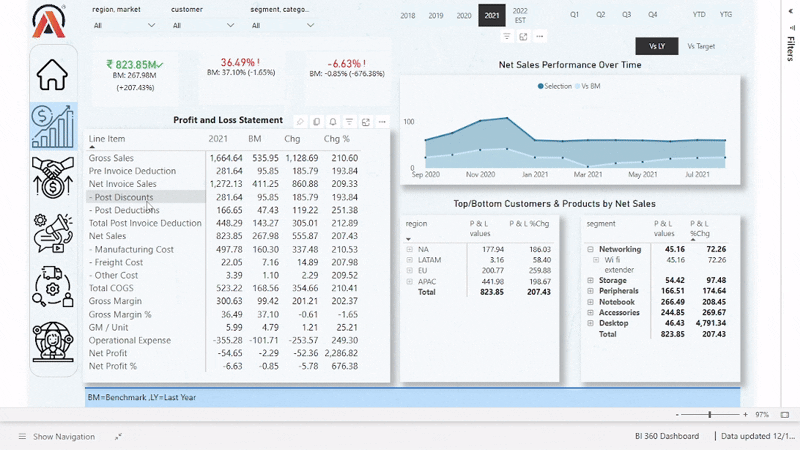 region, market
customer
segment, catego...
All
All
All
2018
2019
2020
2021
2022
EST
Q1
Q2
Q3
Q4
YTD
YTG
Filters
₹ 823.85M✓
BM: 267.98M
(+207.43%)
36.49% !
BM: 37.10% (-1.65%)
-6.63% !
BM: -0.85% (-676.38%)
Vs LY
Vs Target
Net Sales Performance Over Time
Selection
Vs BM
Sep 2020
Nov 2020
Jan 2021
Mar 2021
May 2021
Jul 2021
Profit and Loss Statement
Line Item 2021 BM Chg Chg %
Gross Sales 1,664.64 535.95 1,128.69 210.60
Pre Invoice Deduction 281.64 95.85 185.79 193.84
Net Invoice Sales 1,272.13 411.25 860.88 209.33
- Post Discounts 281.64 95.85 185.79 193.84
- Post Deductions 166.65 47.43 119.22 251.38
Total Post Invoice Deduction 448.29 143.27 305.01 212.89
Net Sales 823.85 267.98 555.87 207.43
- Manufacturing Cost 497.78 160.30 337.48 210.53
- Freight Cost 22.05 7.16 14.89 207.98
- Other Cost 3.39 1.10 2.29 209.52
Total COGS 523.22 168.56 354.66 210.41
Gross Margin 300.63 99.42 201.21 202.37
Gross Margin % 36.49 37.10 -0.61 -1.65
GM / Unit 5.99 4.79 1.21 25.21
Operational Expense -355.28 -101.71 -253.57 249.30
Net Profit -54.65 -2.29 -52.36 2,286.82
Net Profit % -6.63 -0.85 -5.78 676.38
Top/Bottom Customers & Products by Net Sales
region P & L values P & L %Chg
NA 177.94 186.03
LATAM 3.16 58.40
EU 200.77 259.88
APAC 441.98 198.67
Total 823.85 207.43
segment P & L values P & L %Chg
Networking 45.16 72.26
Wi fi extender 45.16 72.26
Storage 54.42 97.48
Peripherals 166.51 174.64
Notebook 266.49 208.45
Accessories 244.85 269.67
Desktop 46.43 4,791.34
Total 823.85 207.43
BM=Benchmark ,LY=Last Year
- + 97%
Show Navigation
BI 360 Dashboard
Data updated 12/1...